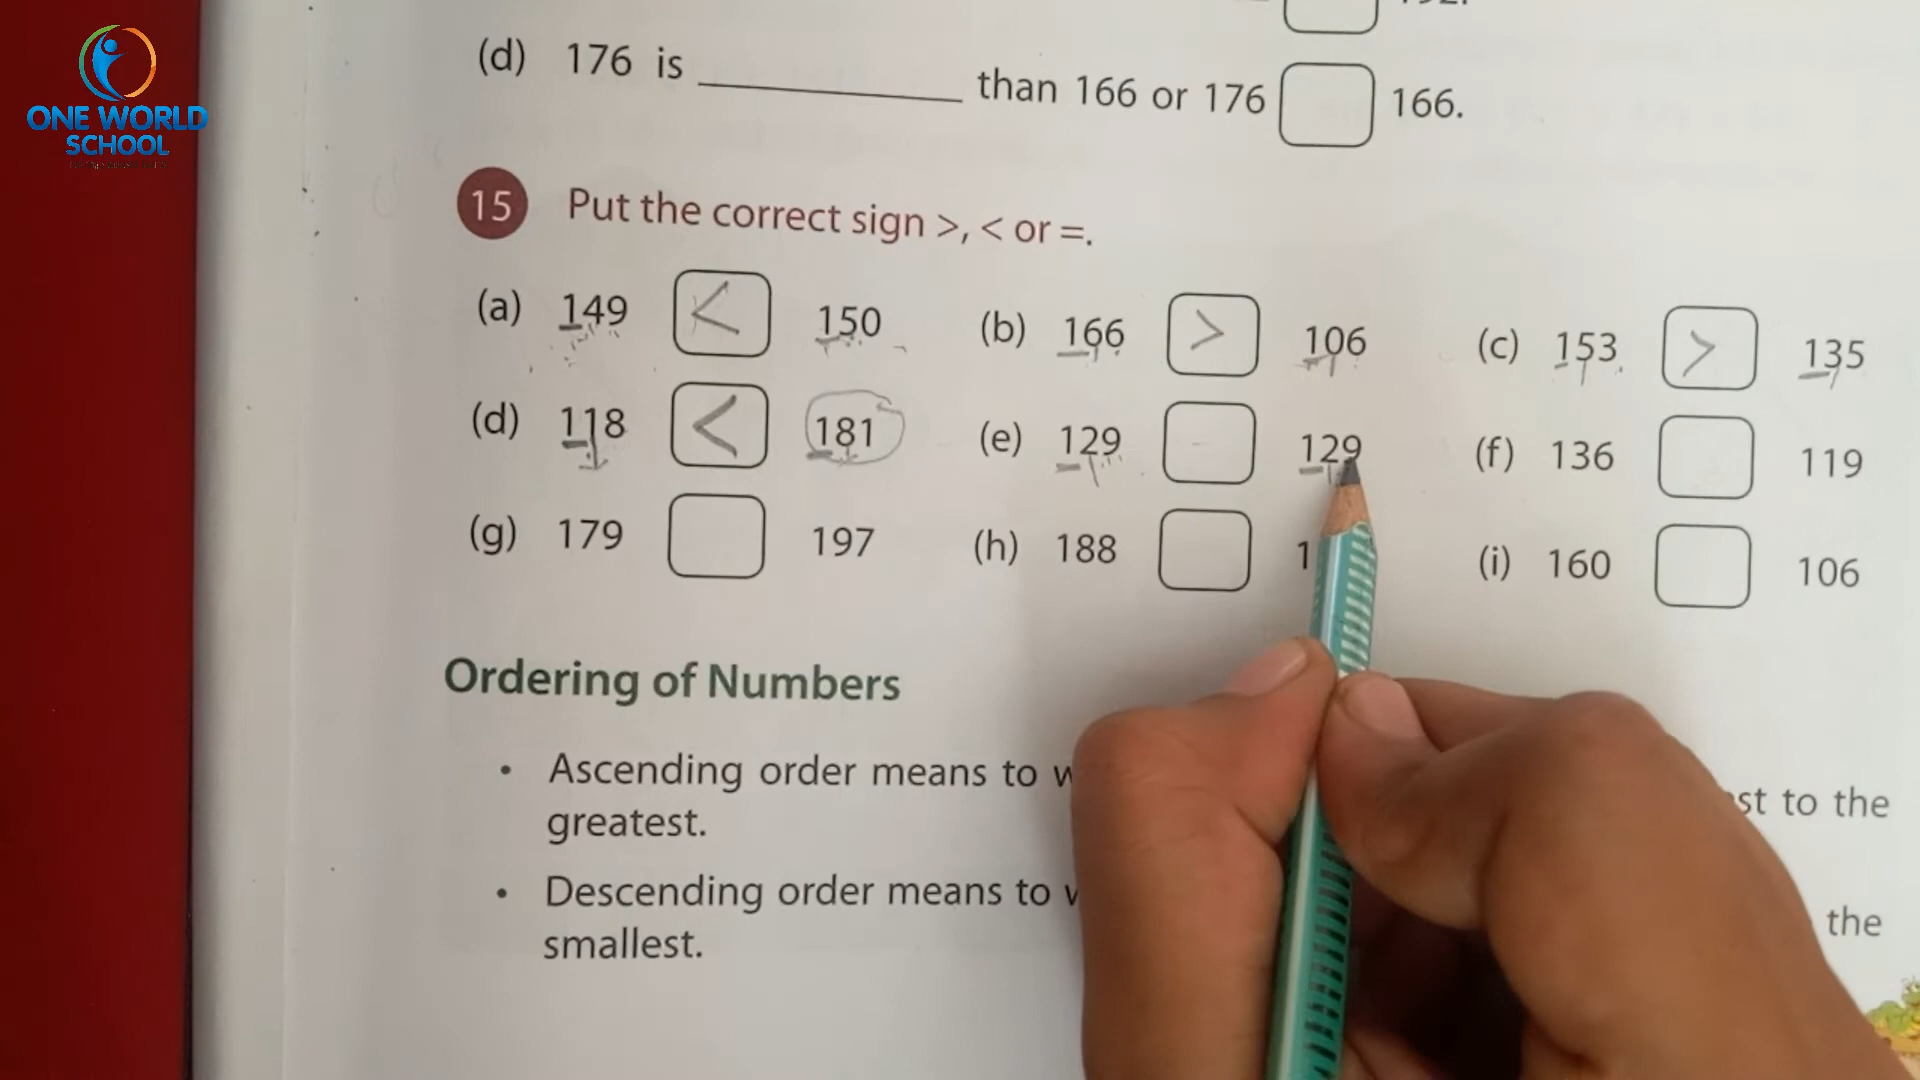 ONE WORLD
SCHOOL
(d) 176 is ____________ than 166 or 176 166.
15 Put the correct sign >, < or =.
(a) 149 < 150 (b) 166 > 106 (c) 153 > 135
(d) 118 < 181 (e) 129 129 (f) 136 119
(g) 179 197 (h) 188 1 (i) 160 106
Ordering of Numbers
• Ascending order means to to the
greatest.
• Descending order means to the
smallest.